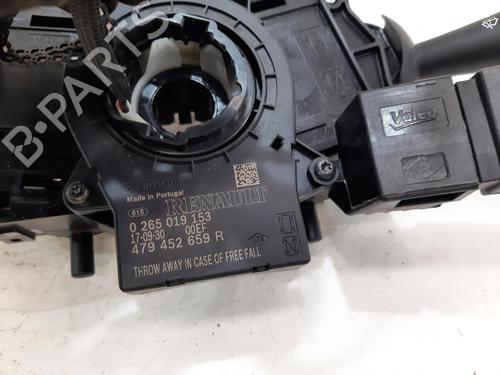 B-PARTS
Valeo
Made in Portugal
815
RENAULT
0 265 019 153
17-09-30 00EF
479 452 659 R
THROW AWAY IN CASE OF FREE FALL